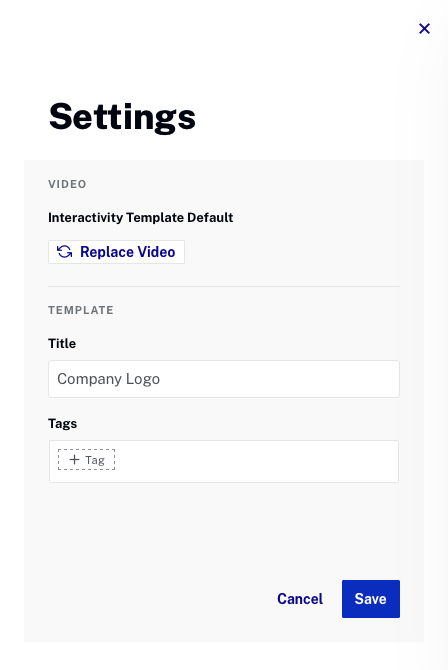 Settings
VIDEO
Interactivity Template Default
Replace Video
TEMPLATE
Title
Company Logo
Tags
+ Tag
Cancel Save